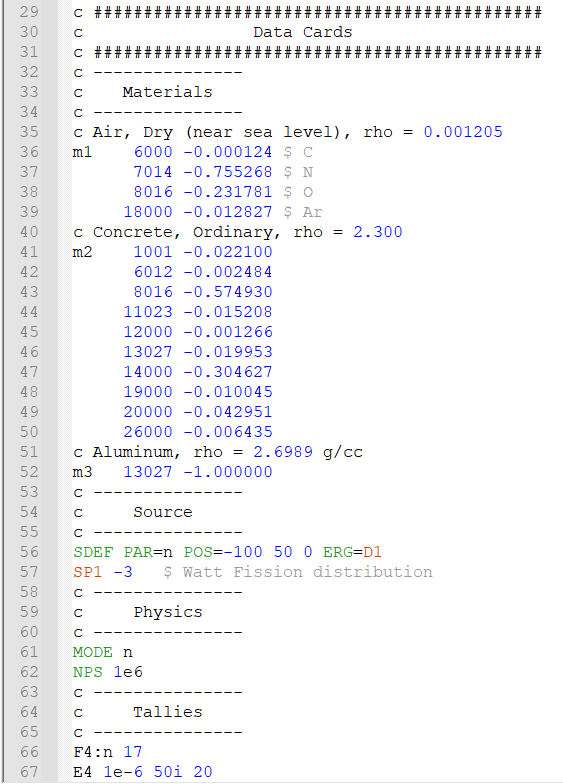 29 c #############################################
30 c                 Data Cards
31 c #############################################
32 c ---------------
33 c    Materials
34 c ---------------
35 c Air, Dry (near sea level), rho = 0.001205
36 m1    6000 -0.000124 $ C
37       7014 -0.755268 $ N
38       8016 -0.231781 $ O
39      18000 -0.012827 $ Ar
40 c Concrete, Ordinary, rho = 2.300
41 m2    1001 -0.022100
42       6012 -0.002484
43       8016 -0.574930
44      11023 -0.015208
45      12000 -0.001266
46      13027 -0.019953
47      14000 -0.304627
48      19000 -0.010045
49      20000 -0.042951
50      26000 -0.006435
51 c Aluminum, rho = 2.6989 g/cc
52 m3   13027 -1.000000
53 c ---------------
54 c     Source
55 c ---------------
56 SDEF PAR=n POS=-100 50 0 ERG=D1
57 SP1 -3   $ Watt Fission distribution
58 c ---------------
59 c     Physics
60 c ---------------
61 MODE n
62 NPS 1e6
63 c ---------------
64 c     Tallies
65 c ---------------
66 F4:n 17
67 E4 1e-6 50i 20